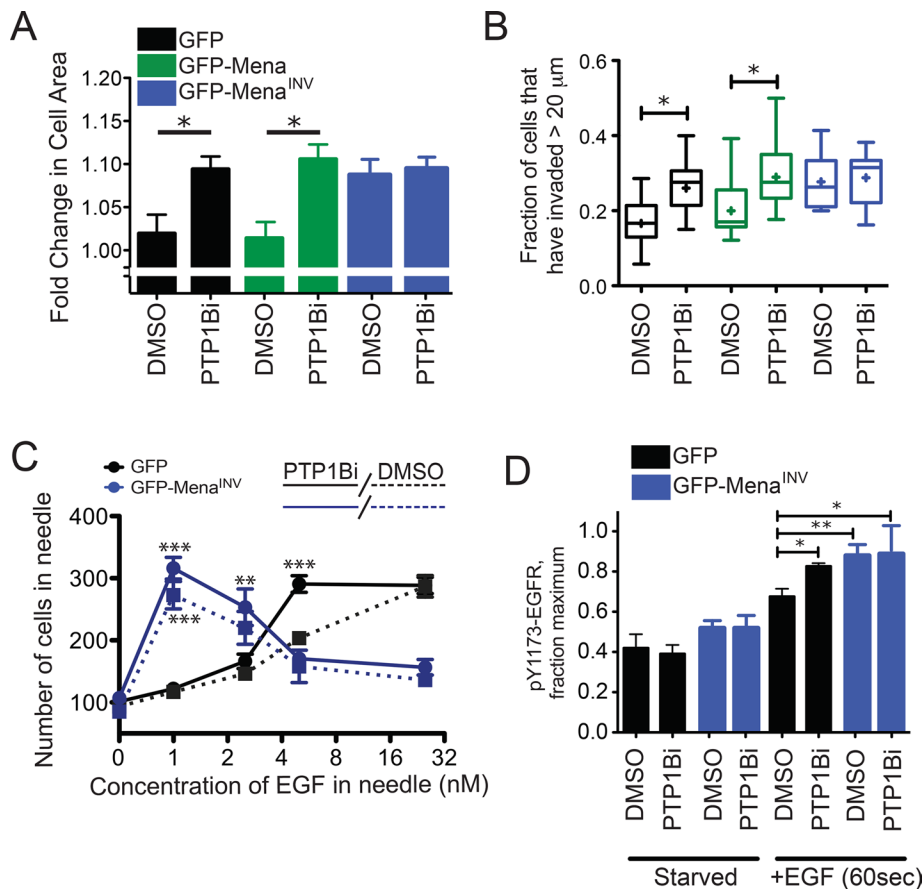 A
GFP
GFP-Mena
GFP-Mena^INV
Fold Change in Cell Area
1.20
1.15
1.10
1.05
1.00
*
*
DMSO
PTP1Bi
DMSO
PTP1Bi
DMSO
PTP1Bi
B
Fraction of cells that
have invaded > 20 μm
0.6
0.4
0.2
0.0
*
*
DMSO
PTP1Bi
DMSO
PTP1Bi
DMSO
PTP1Bi
C
GFP
GFP-Mena^INV
PTP1Bi / DMSO
Number of cells in needle
400
300
200
100
***
***
**
***
0 1 2 4 8 16 32
Concentration of EGF in needle (nM)
D
GFP
GFP-Mena^INV
pY1173-EGFR,
fraction maximum
1.0
0.8
0.6
0.4
0.2
0.0
*
**
*
DMSO
PTP1Bi
DMSO
PTP1Bi
DMSO
PTP1Bi
DMSO
PTP1Bi
Starved
+EGF (60sec)